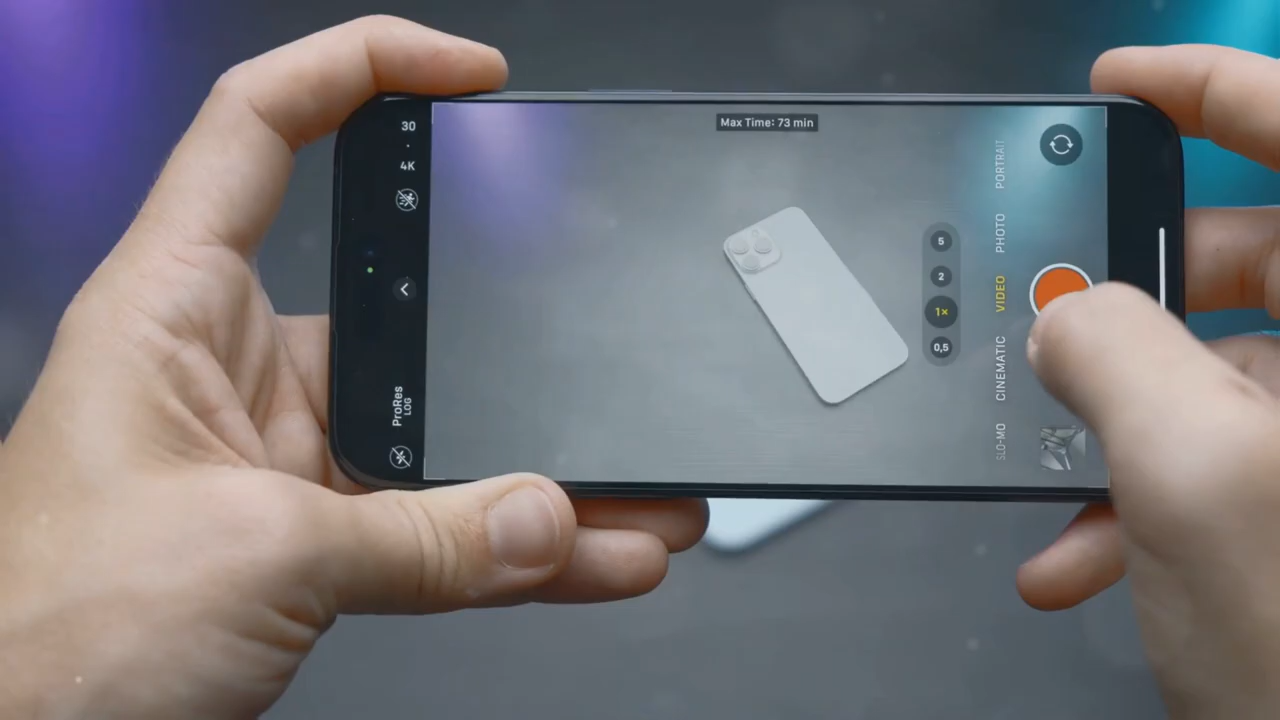 30
4K
ProRes
LOG
Max Time: 73 min
5
2
1×
0,5
PORTRAIT
PHOTO
VIDEO
CINEMATIC
SLO-MO